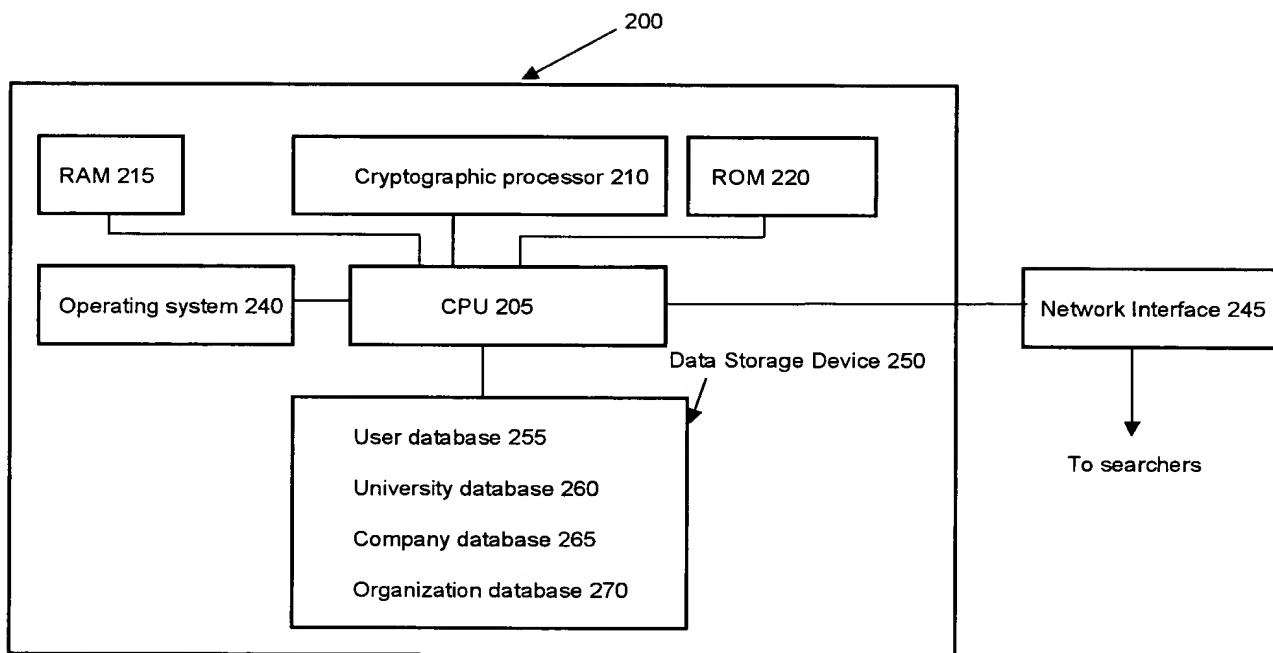 200
RAM 215
Cryptographic processor 210
ROM 220
Operating system 240
CPU 205
Network Interface 245
Data Storage Device 250
User database 255
University database 260
Company database 265
Organization database 270
To searchers